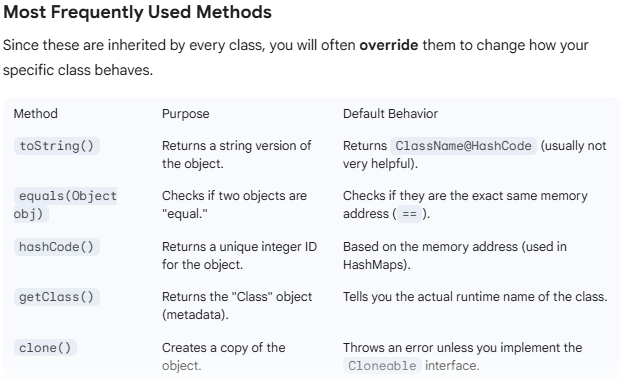 Most Frequently Used Methods
Since these are inherited by every class, you will often override them to change how your
specific class behaves.
Method Purpose Default Behavior
toString() Returns a string version of the object. Returns ClassName@HashCode (usually not very helpful).
equals(Object obj) Checks if two objects are "equal." Checks if they are the exact same memory address ( == ).
hashCode() Returns a unique integer ID for the object. Based on the memory address (used in HashMaps).
getClass() Returns the "Class" object (metadata). Tells you the actual runtime name of the class.
clone() Creates a copy of the object. Throws an error unless you implement the Cloneable interface.